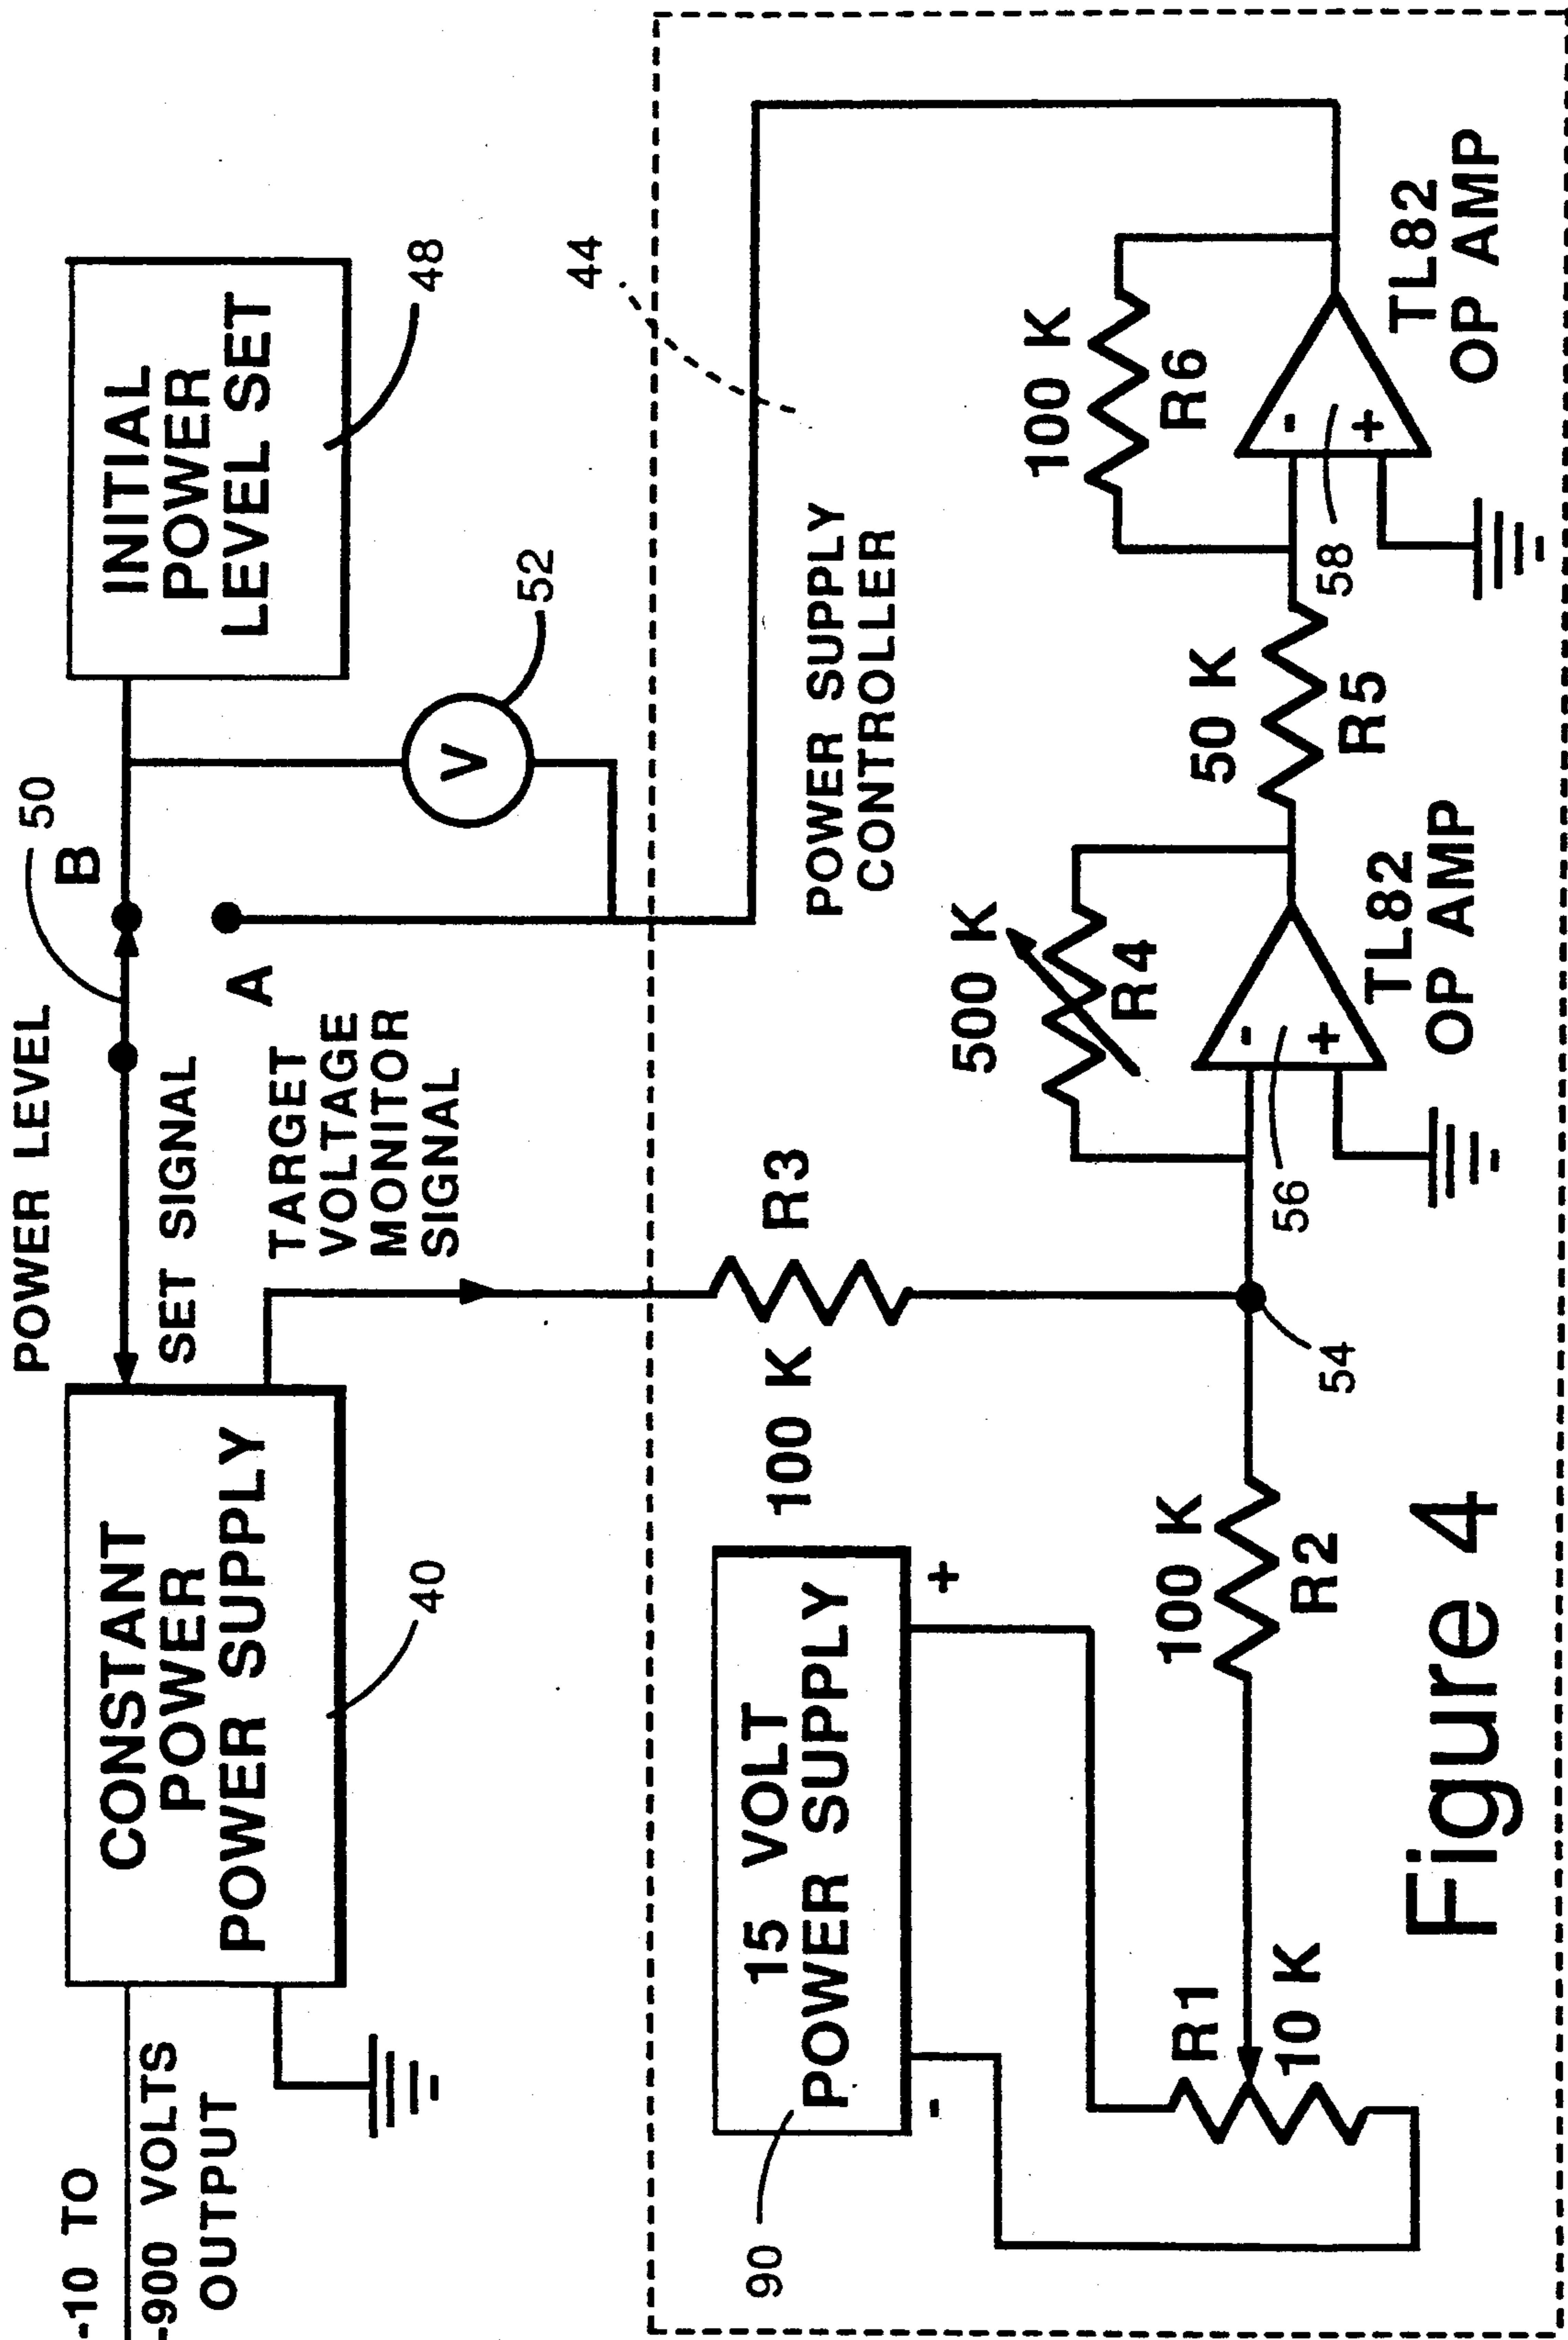 -10 TO
-900 VOLTS
OUTPUT
CONSTANT
POWER
POWER SUPPLY
40
POWER LEVEL
SET SIGNAL
50
B
A
INITIAL
POWER
LEVEL SET
48
V
52
TARGET
VOLTAGE
MONITOR
SIGNAL
44
POWER SUPPLY
CONTROLLER
90
15 VOLT
POWER SUPPLY
-
+
R1
10 K
100 K
R2
100 K
R3
54
500 K
R4
-
+
56
TL82
OP AMP
50 K
R5
100 K
R6
-
+
58
TL82
OP AMP
Figure 4